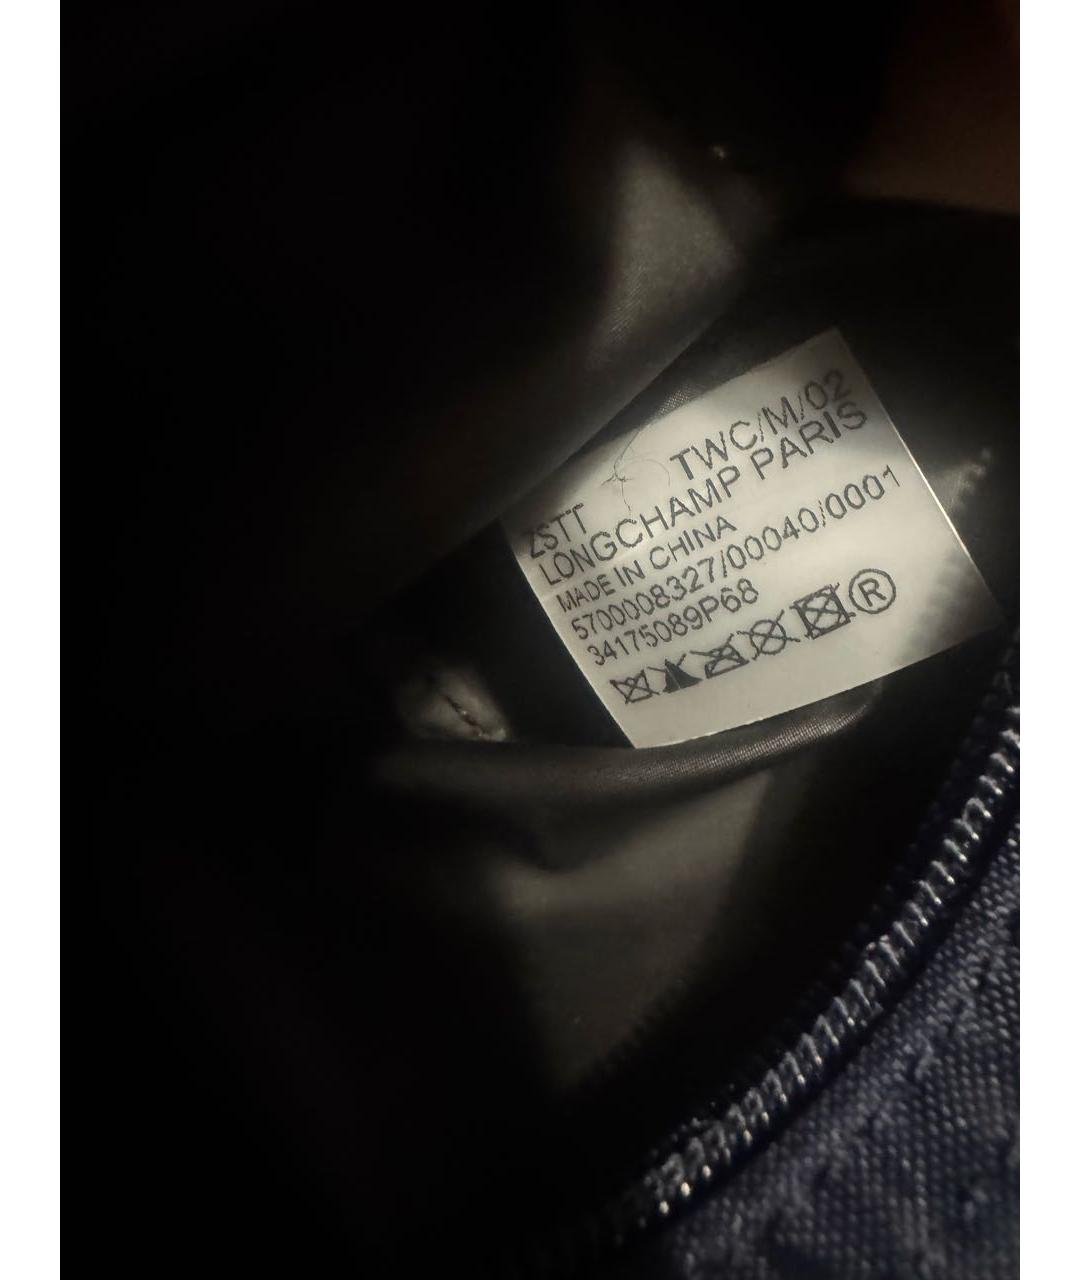 ZSTT TWC/M/02
LONGCHAMP PARIS
MADE IN CHINA
5700008327/00040/0001
34175089P68
®